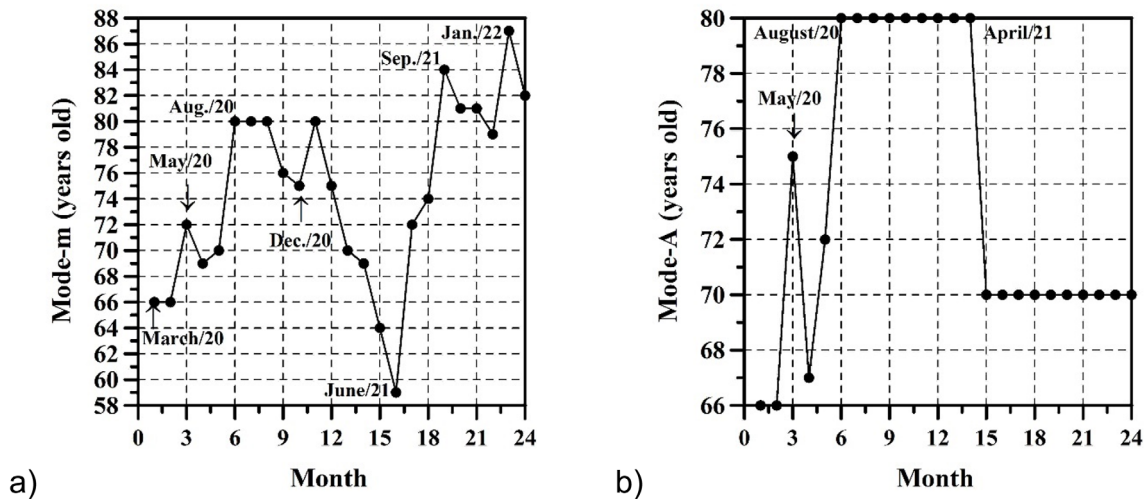 a)
Mode-m (years old)
88
86
84
82
80
78
76
74
72
70
68
66
64
62
60
58
Jan./22
Sep./21
Aug./20
May/20
Dec./20
March/20
June/21
0 3 6 9 12 15 18 21 24
Month
b)
Mode-A (years old)
80
78
76
74
72
70
68
66
August/20
April/21
May/20
0 3 6 9 12 15 18 21 24
Month